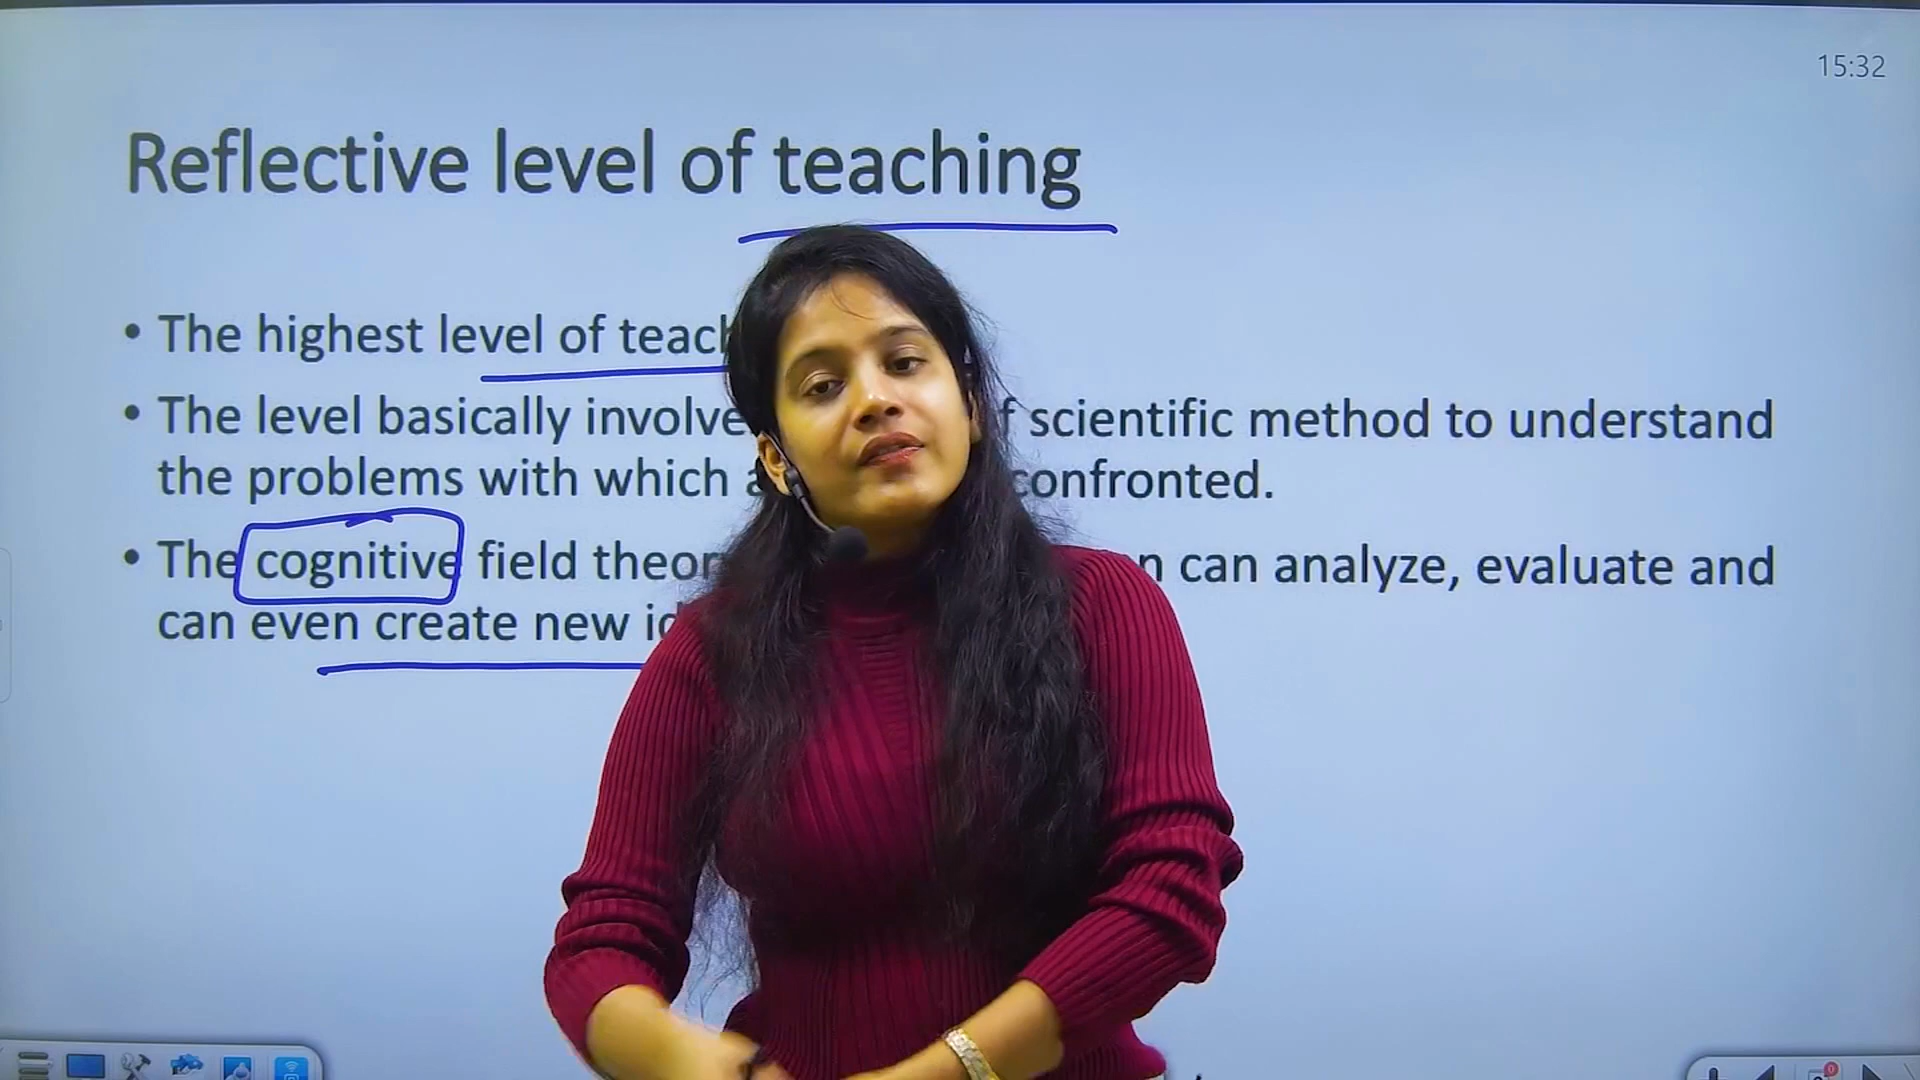 15:32
Reflective level of teaching
• The highest level of teach
• The level basically involve f scientific method to understand
the problems with which a confronted.
• The cognitive field theor n can analyze, evaluate and
can even create new id